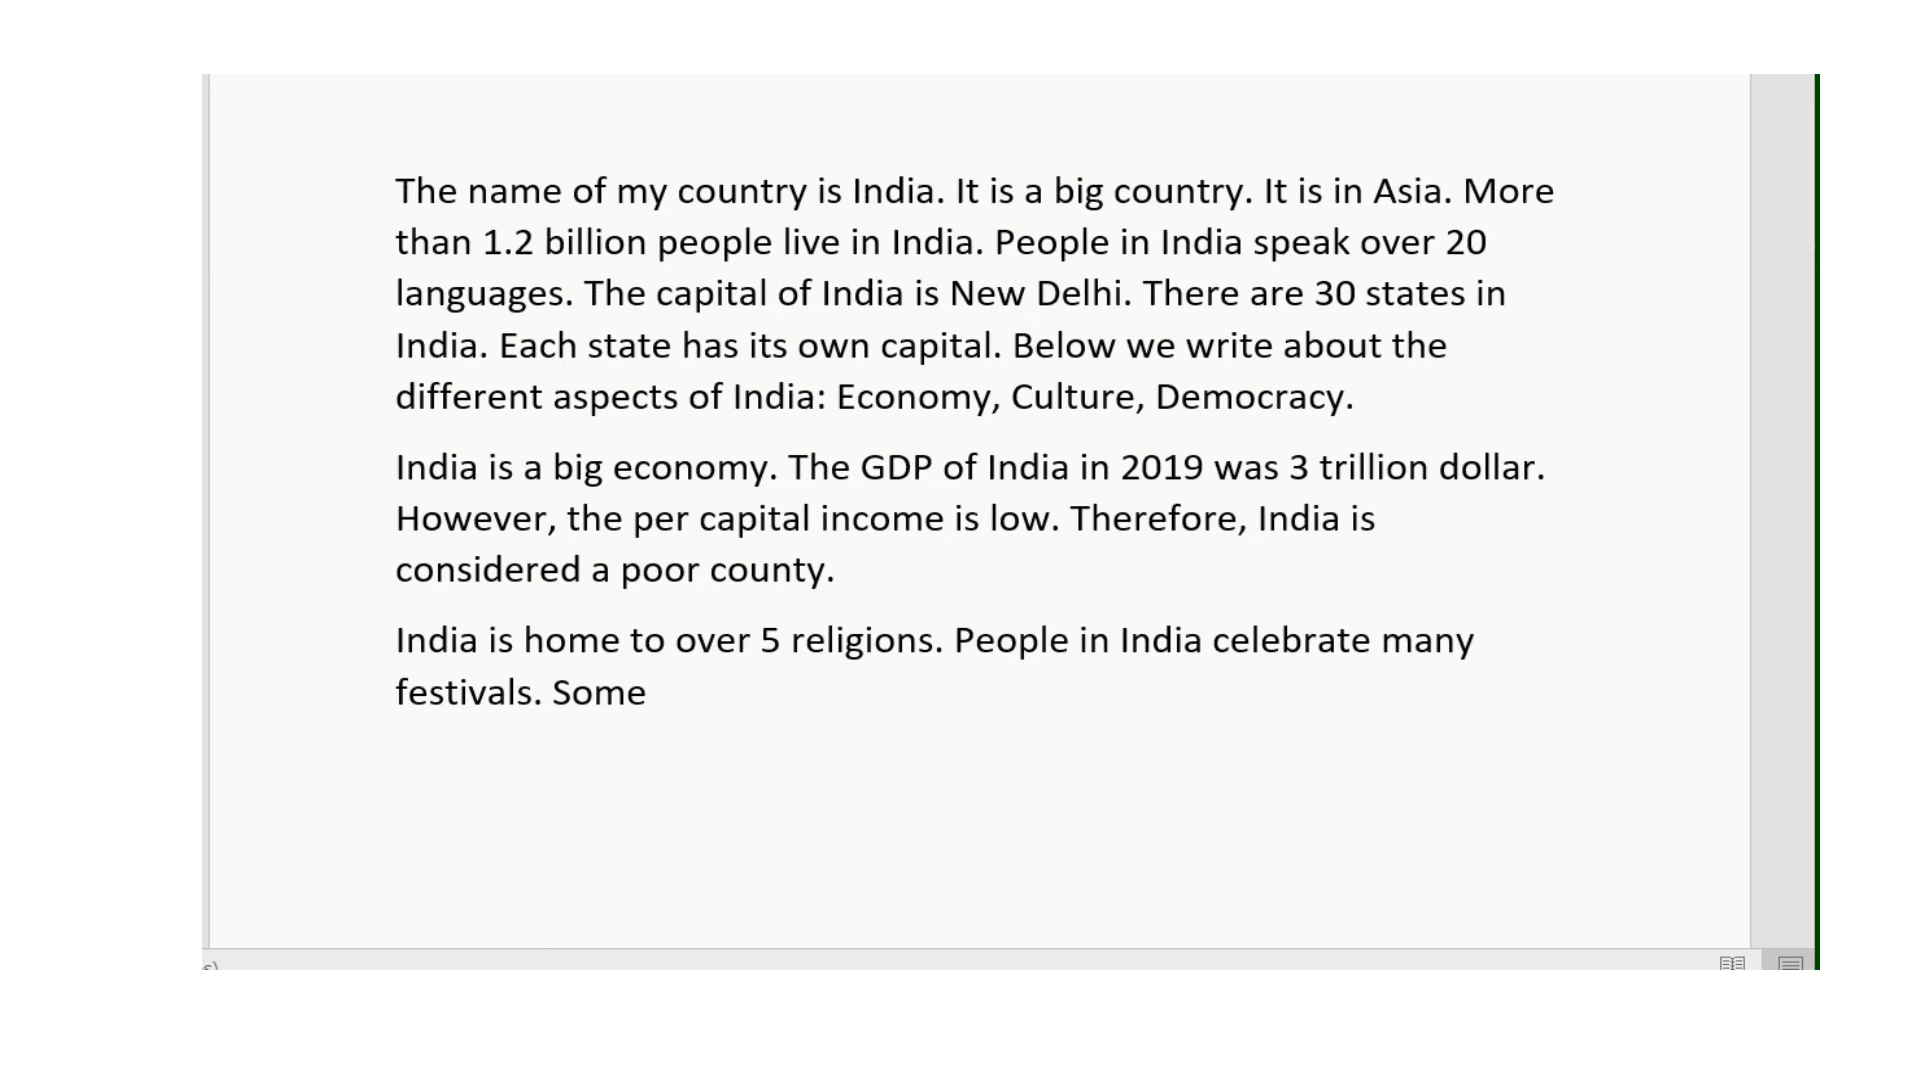 The name of my country is India. It is a big country. It is in Asia. More
than 1.2 billion people live in India. People in India speak over 20
languages. The capital of India is New Delhi. There are 30 states in
India. Each state has its own capital. Below we write about the
different aspects of India: Economy, Culture, Democracy.
India is a big economy. The GDP of India in 2019 was 3 trillion dollar.
However, the per capital income is low. Therefore, India is
considered a poor county.
India is home to over 5 religions. People in India celebrate many
festivals. Some